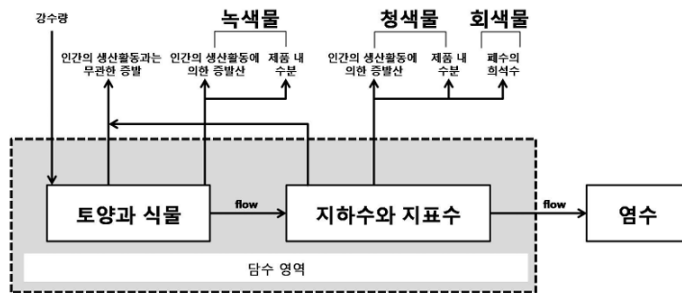 녹색물
청색물
회색물
강수량
인간의 생산활동과는
무관한 증발
인간의 생산활동에
의한 증발산
제품 내
수분
인간의 생산활동에
의한 증발산
제품 내
수분
폐수의
희석수
토양과 식물
flow
지하수와 지표수
flow
염수
담수 영역